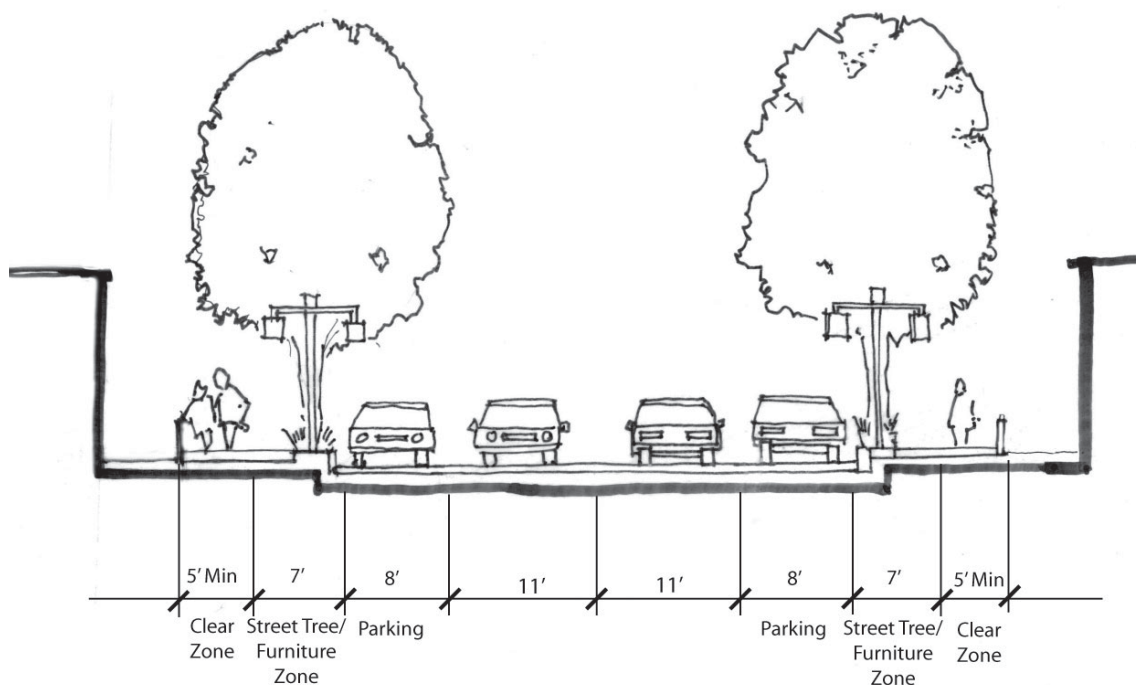 5' Min 7' 8' 11' 11' 8' 7' 5' Min
Clear Zone
Street Tree/ Furniture Zone
Parking
Parking
Street Tree/ Furniture Zone
Clear Zone